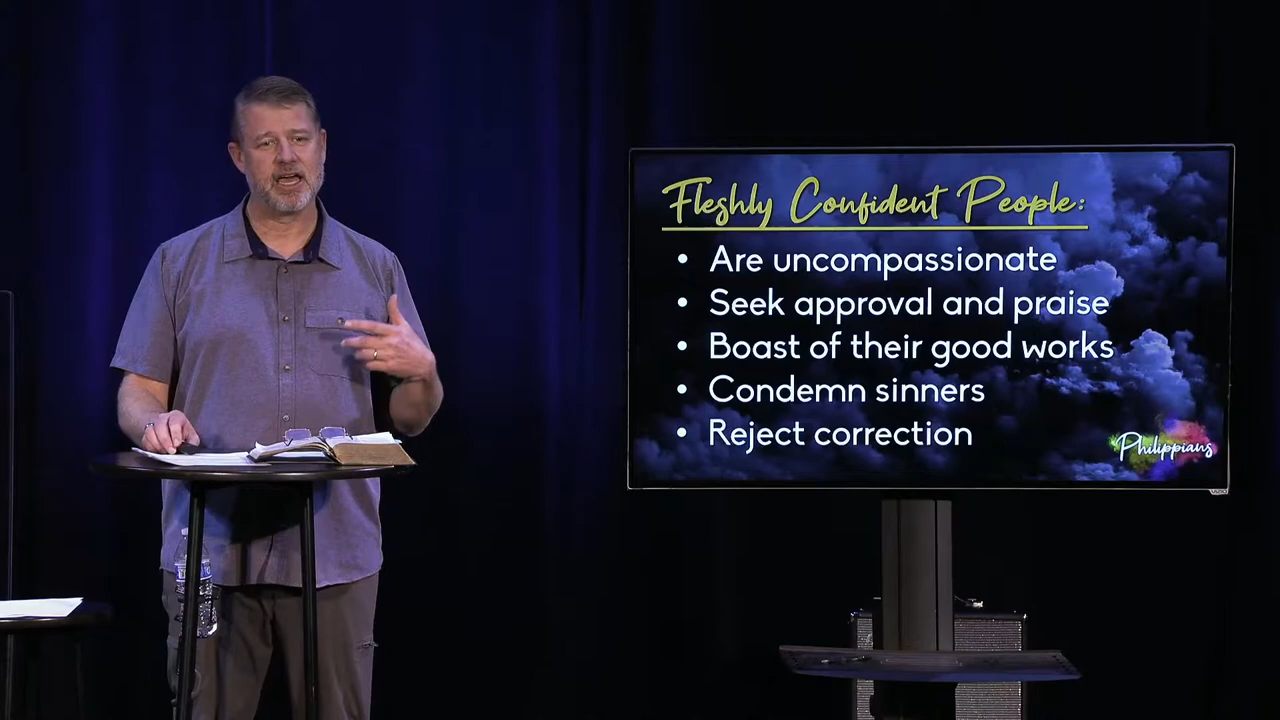 Fleshly Confident People:
• Are uncompassionate
• Seek approval and praise
• Boast of their good works
• Condemn sinners
• Reject correction
Philippians
VIZIO